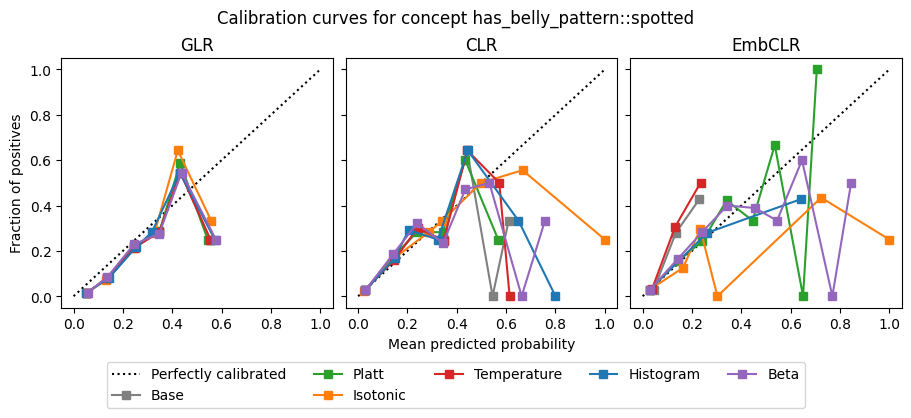 Calibration curves for concept has_belly_pattern::spotted
GLR
CLR
EmbCLR
Fraction of positives
1.0
0.8
0.6
0.4
0.2
0.0
0.0 0.2 0.4 0.6 0.8 1.0
0.0 0.2 0.4 0.6 0.8 1.0
0.0 0.2 0.4 0.6 0.8 1.0
Mean predicted probability
Perfectly calibrated
Base
Platt
Isotonic
Temperature
Histogram
Beta